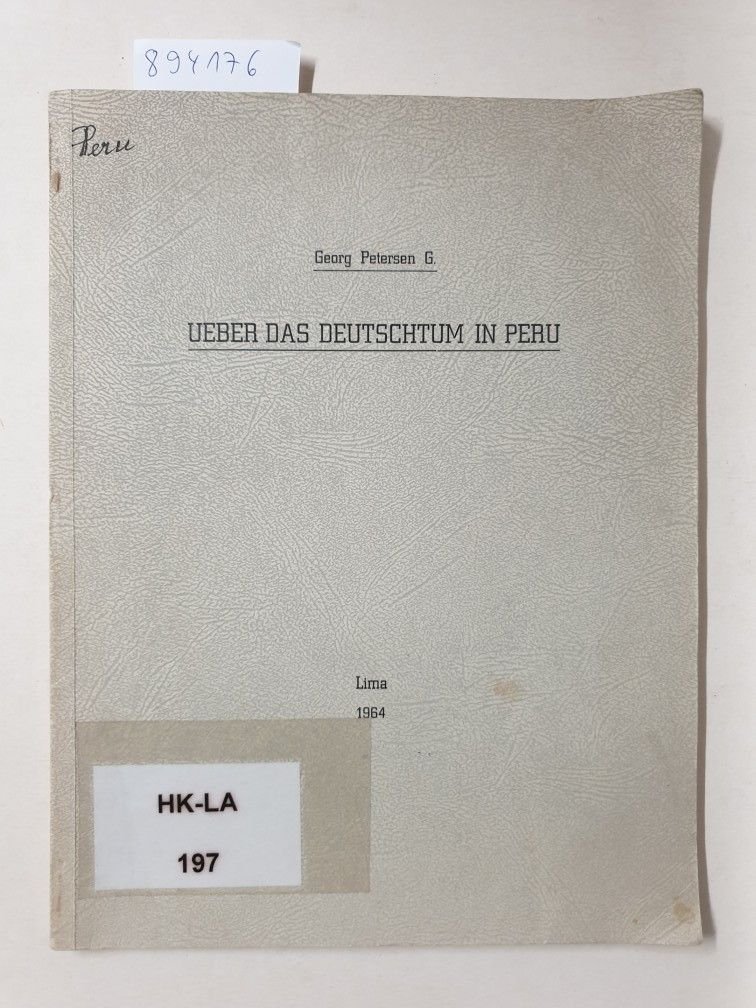 894176
Peru
Georg Petersen G.
UEBER DAS DEUTSCHTUM IN PERU
Lima
1964
HK-LA
197